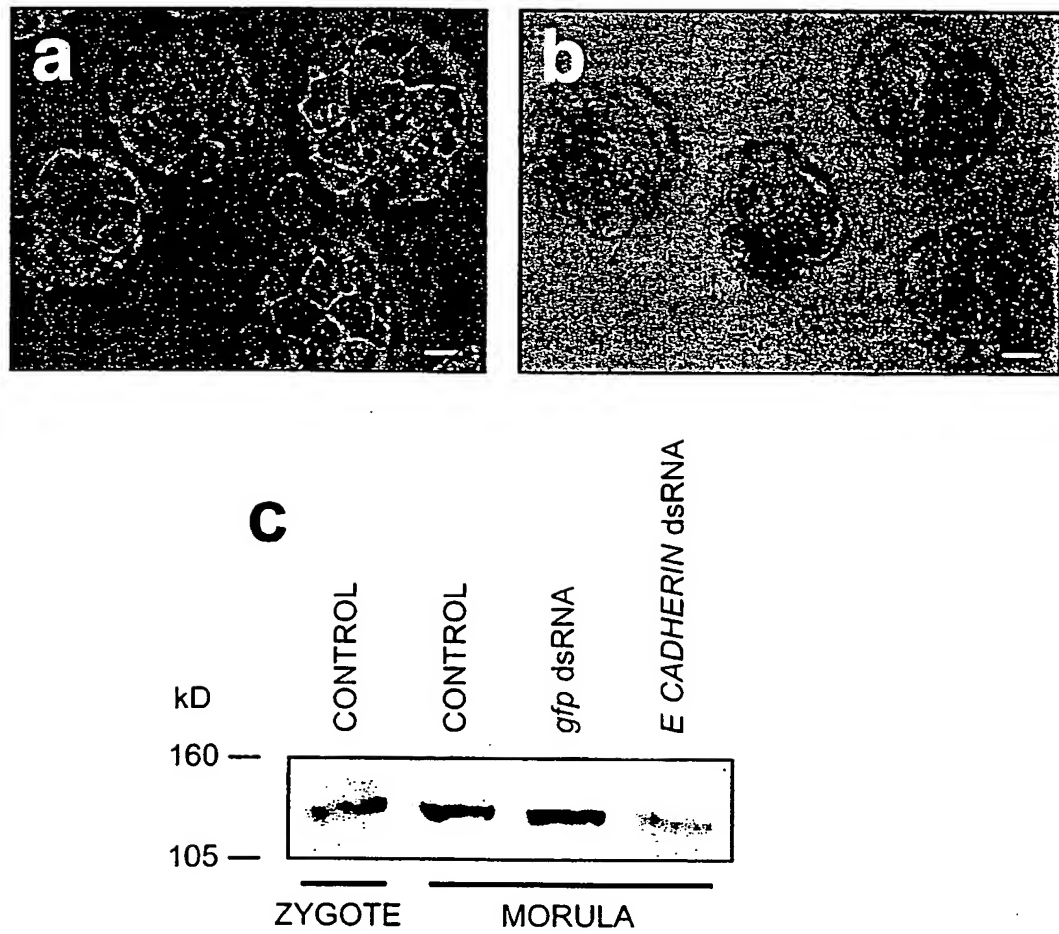 a
b
c
kD
CONTROL
CONTROL
gfp dsRNA
E CADHERIN dsRNA
160
105
ZYGOTE
MORULA